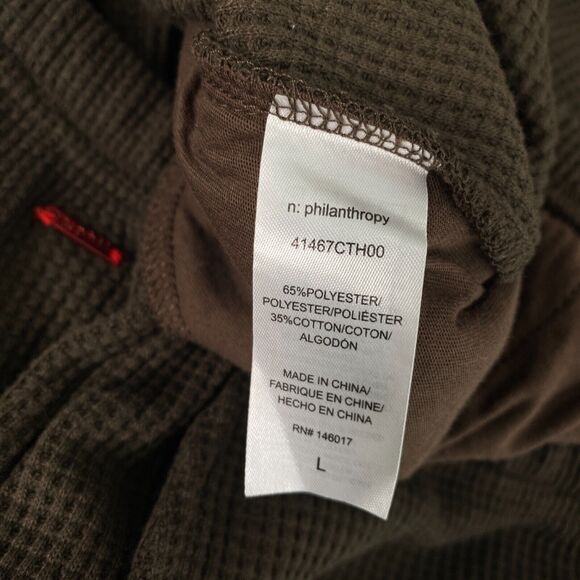 n: philanthropy
41467CTH00
65%POLYESTER/
POLYESTER/POLIÉSTER
35%COTTON/COTON/
ALGODÓN
MADE IN CHINA/
FABRIQUE EN CHINE/
HECHO EN CHINA
RN# 146017
L